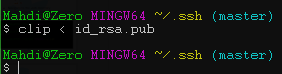 Mahdi@Zero MINGW64 ~/.ssh (master)
$ clip < id_rsa.pub
Mahdi@Zero MINGW64 ~/.ssh (master)
$